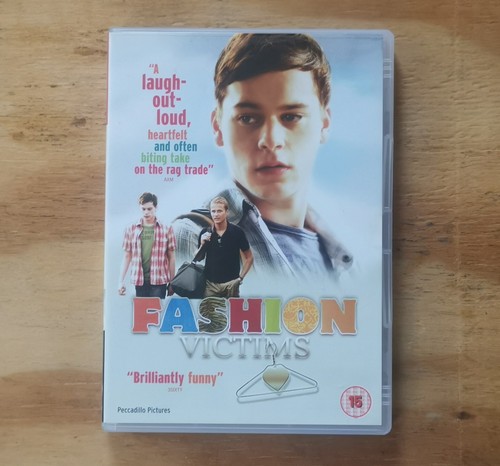 "A
laugh-
out-
loud,
heartfelt
and often
biting take
on the rag trade"
FASHION
VICTIMS
"Brilliantly funny"
15
Peccadillo Pictures